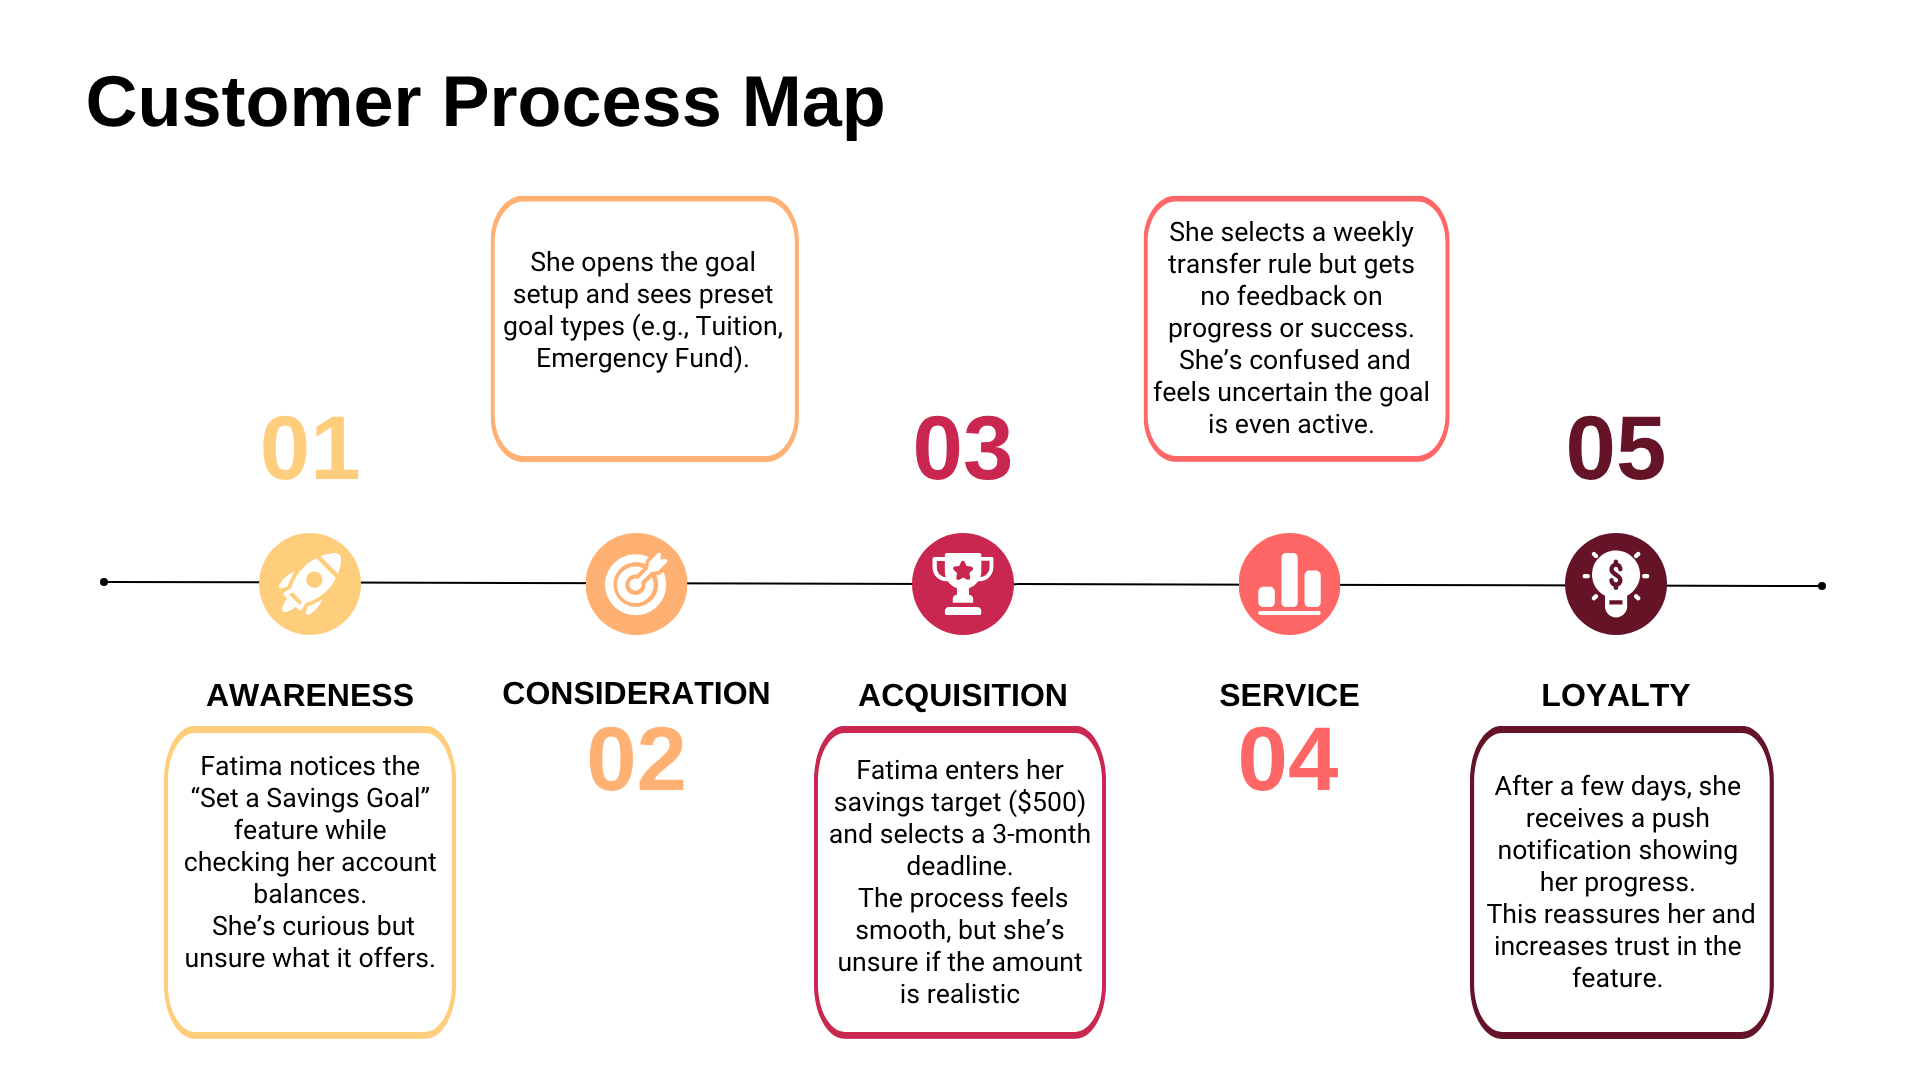 Customer Process Map
01
AWARENESS
Fatima notices the
“Set a Savings Goal”
feature while
checking her account
balances.
She’s curious but
unsure what it offers.
She opens the goal
setup and sees preset
goal types (e.g., Tuition,
Emergency Fund).
CONSIDERATION
02
03
ACQUISITION
Fatima enters her
savings target ($500)
and selects a 3-month
deadline.
The process feels
smooth, but she’s
unsure if the amount
is realistic
She selects a weekly
transfer rule but gets
no feedback on
progress or success.
She’s confused and
feels uncertain the goal
is even active.
SERVICE
04
05
$
LOYALTY
After a few days, she
receives a push
notification showing
her progress.
This reassures her and
increases trust in the
feature.